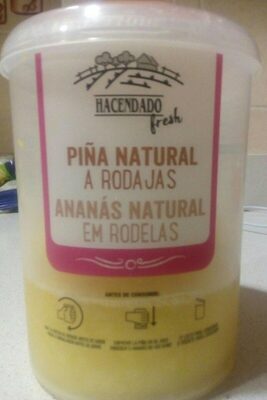 HACENDADO
fresh
PIÑA NATURAL
A RODAJAS
ANANÁS NATURAL
EM RODELAS
ANTES DE CONSUMIR: